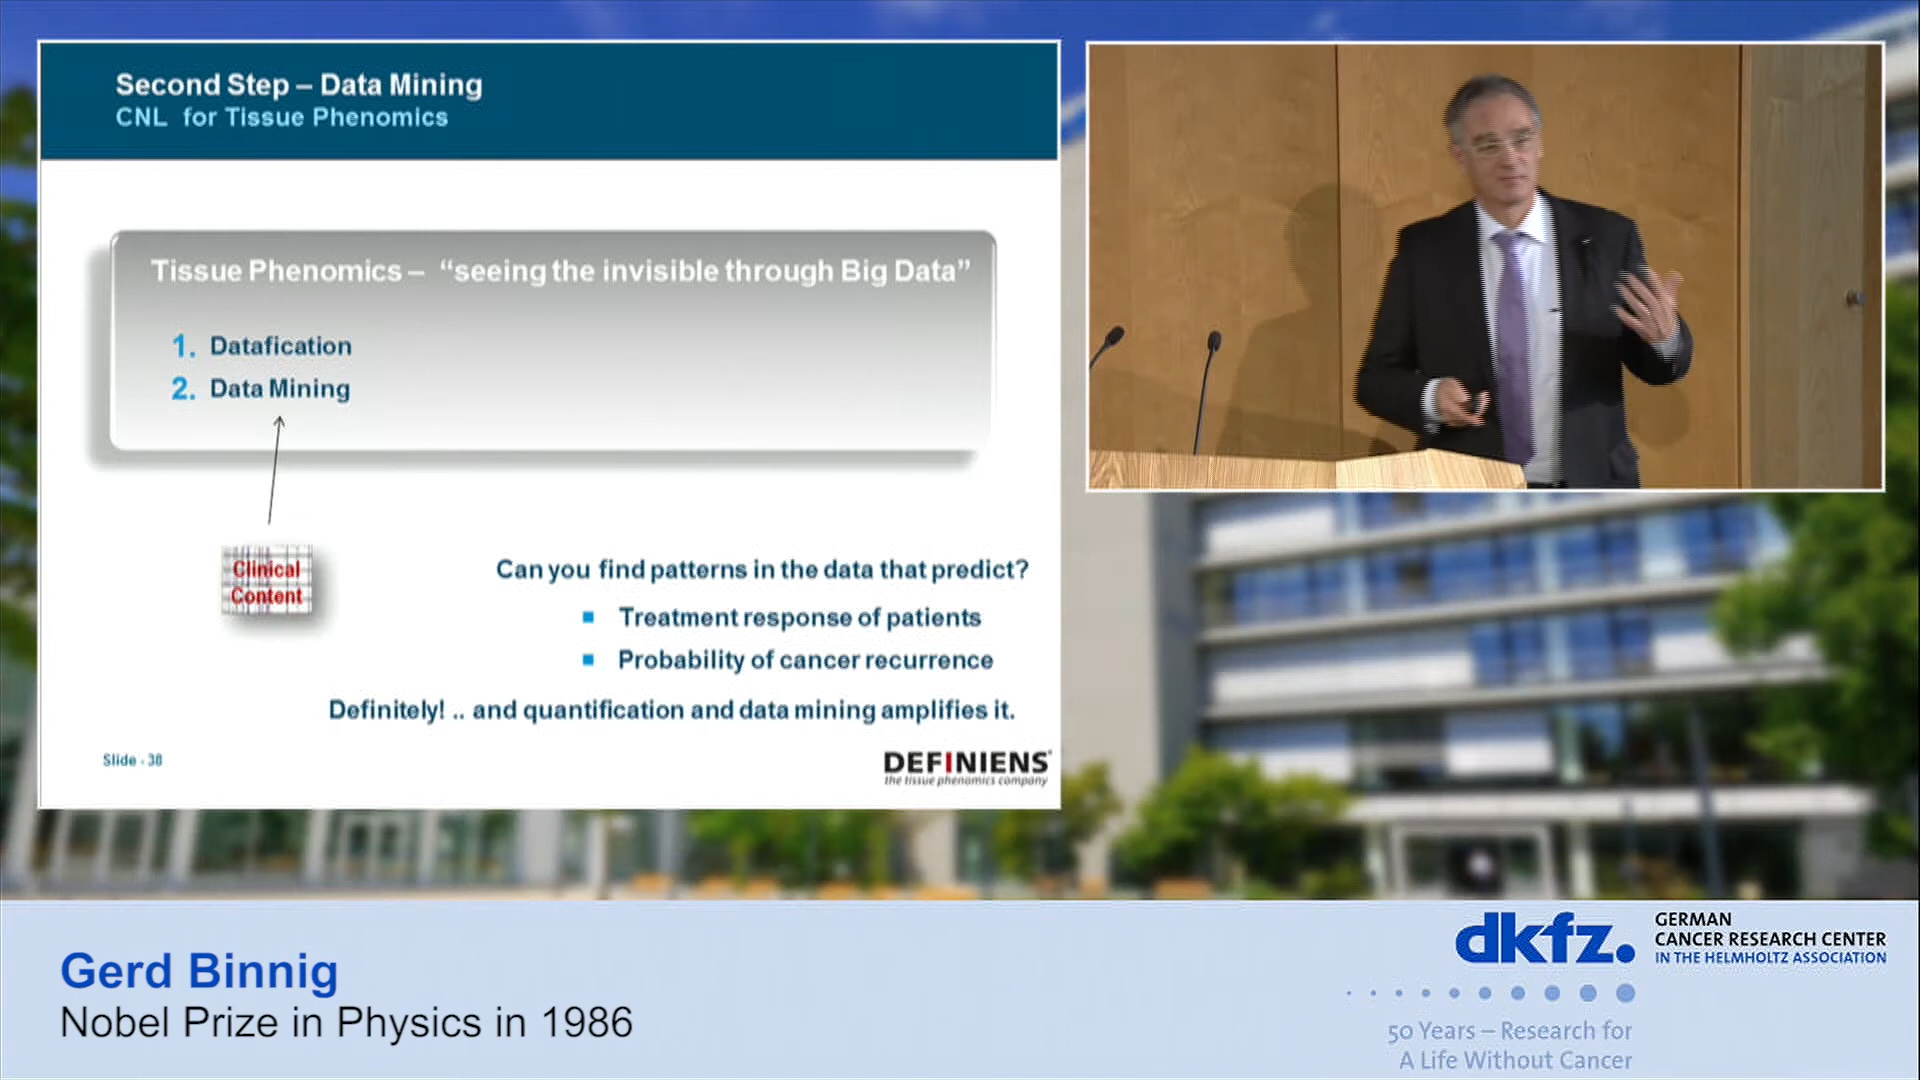 Second Step – Data Mining
CNL for Tissue Phenomics
Tissue Phenomics – “seeing the invisible through Big Data”
1. Datafication
2. Data Mining
Clinical
Content
Can you find patterns in the data that predict?
Treatment response of patients
Probability of cancer recurrence
Definitely! .. and quantification and data mining amplifies it.
Slide - 38
DEFINIENS
the tissue phenomics company
Gerd Binnig
Nobel Prize in Physics in 1986
dkfz.
GERMAN
CANCER RESEARCH CENTER
IN THE HELMHOLTZ ASSOCIATION
50 Years – Research for
A Life Without Cancer